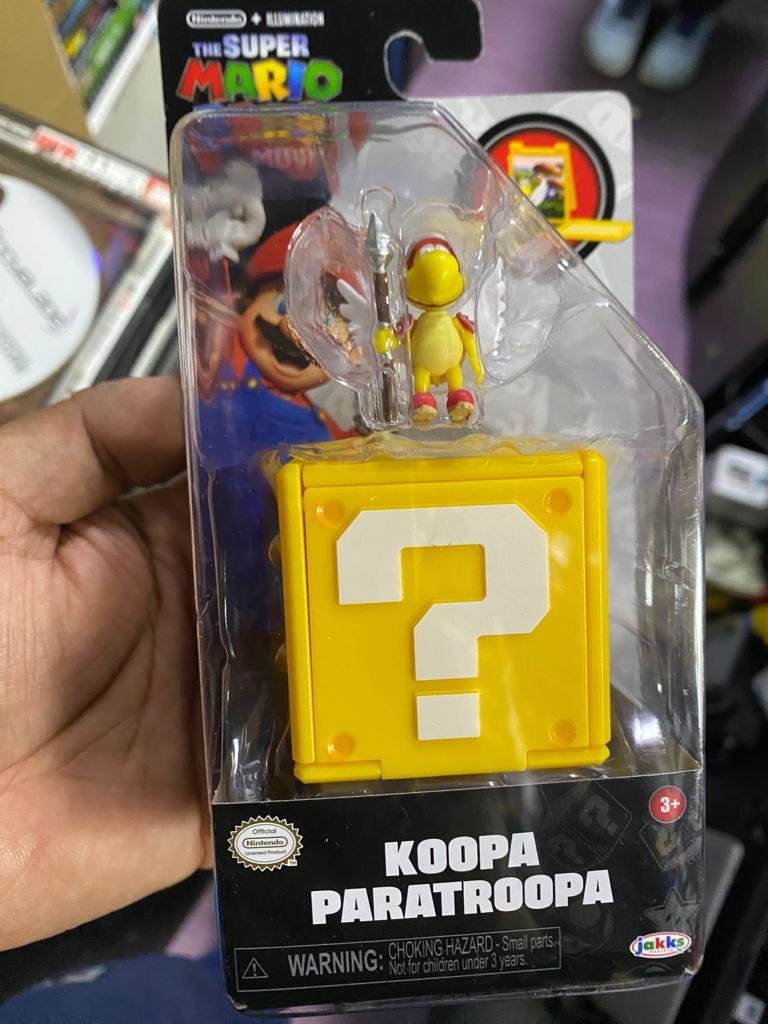 Nintendo + ILLUMINATION
THE SUPER
MARIO
?
3+
Official
Nintendo
Licensed Product
KOOPA
PARATROOPA
WARNING: CHOKING HAZARD - Small parts
Not for children under 3 years.
jakks
PACIFIC